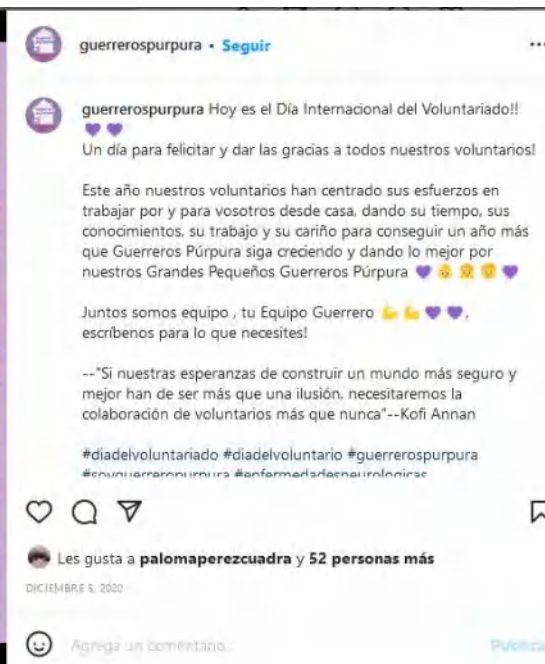 guerrerospurpura • Seguir
guerrerospurpura Hoy es el Día Internacional del Voluntariado!!
💜 💜
Un día para felicitar y dar las gracias a todos nuestros voluntarios!
Este año nuestros voluntarios han centrado sus esfuerzos en
trabajar por y para vosotros desde casa, dando su tiempo, sus
conocimientos, su trabajo y su cariño para conseguir un año más
que Guerreros Púrpura siga creciendo y dando lo mejor por
nuestros Grandes Pequeños Guerreros Púrpura 💜 👶 👧 👦 💜
Juntos somos equipo , tu Equipo Guerrero 💪 💪 💜 💜,
escríbenos para lo que necesites!
--"Si nuestras esperanzas de construir un mundo más seguro y
mejor han de ser más que una ilusión, necesitaremos la
colaboración de voluntarios más que nunca"--Kofi Annan
#diadelvoluntariado #diadelvoluntario #guerrerospurpura
#soyguerreropurpura #enfermedadesneurologicas
Les gusta a palomaperezcuadra y 52 personas más
DICIEMBRE 5, 2020
Agrega un comentario...